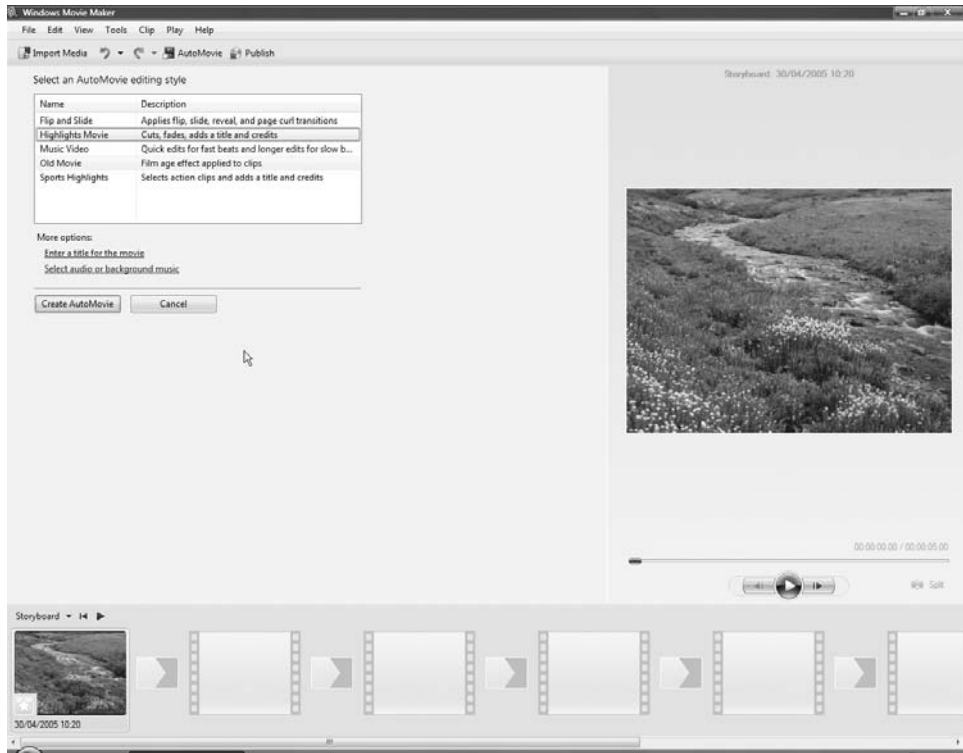 Windows Movie Maker
File Edit View Tools Clip Play Help
Import Media AutoMovie Publish
Select an AutoMovie editing style
Name Description
Flip and Slide Applies flip, slide, reveal, and page curl transitions
Highlights Movie Cuts, fades, adds a title and credits
Music Video Quick edits for fast beats and longer edits for slow b...
Old Movie Film age effect applied to clips
Sports Highlights Selects action clips and adds a title and credits
More options:
Enter a title for the movie
Select audio or background music
Create AutoMovie Cancel
Storyboard: 30/04/2005 10:20
00:00:00.00 / 00:00:05.00
Split
Storyboard
30/04/2005 10:20